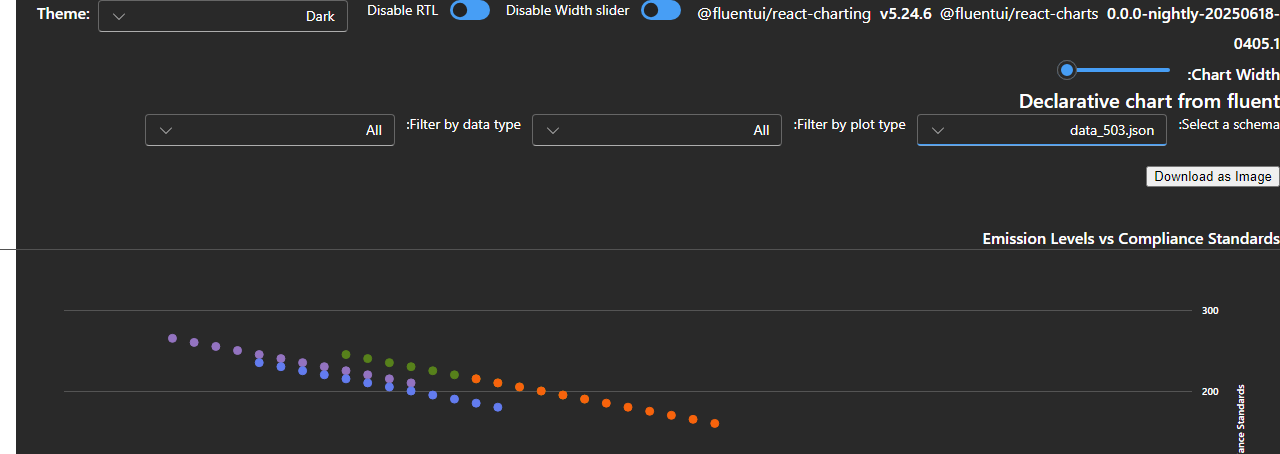 Theme:
Dark
Disable RTL
Disable Width slider
@fluentui/react-charting v5.24.6 @fluentui/react-charts 0.0.0-nightly-20250618-
0405.1
:Chart Width
Declarative chart from fluent
:Select a schema
data_503.json
:Filter by plot type
All
:Filter by data type
All
Download as Image
Emission Levels vs Compliance Standards
300
200
ance Standards